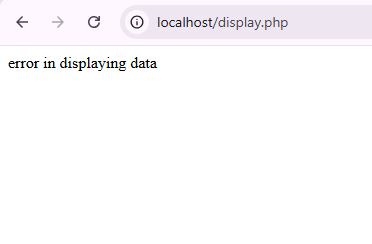 localhost/display.php
error in displaying data